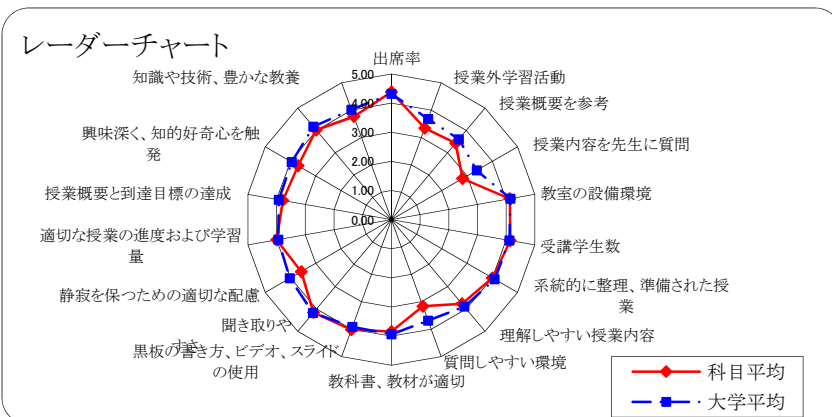 レーダーチャート
出席率
授業外学習活動
授業概要を参考
授業内容を先生に質問
教室の設備環境
受講学生数
系統的に整理、準備された授
業
理解しやすい授業内容
質問しやすい環境
教科書、教材が適切
黒板の書き方、ビデオ、スライド
の使用
聞き取りや
すさ
静寂を保つための適切な配慮
適切な授業の進度および学習
量
授業概要と到達目標の達成
興味深く、知的好奇心を触
発
知識や技術、豊かな教養
5.00
4.00
3.00
2.00
1.00
0.00
科目平均
大学平均